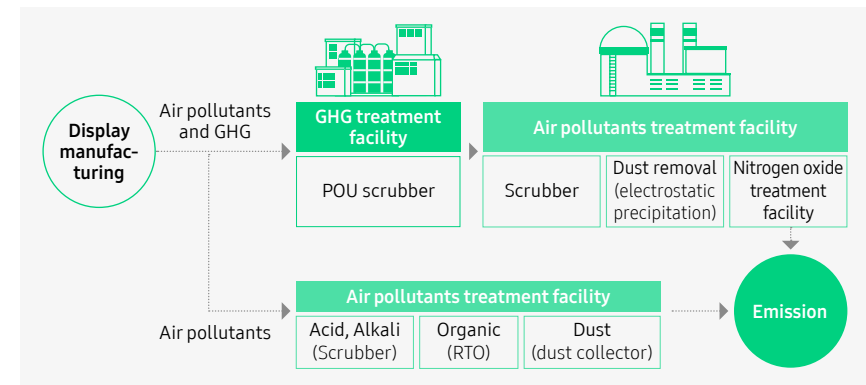 Display
manufac-
turing
Air pollutants
and GHG
GHG treatment
facility
POU scrubber
Air pollutants treatment facility
Scrubber
Dust removal
(electrostatic
precipitation)
Nitrogen oxide
treatment
facility
Air pollutants
Air pollutants treatment facility
Acid, Alkali
(Scrubber)
Organic
(RTO)
Dust
(dust collector)
Emission